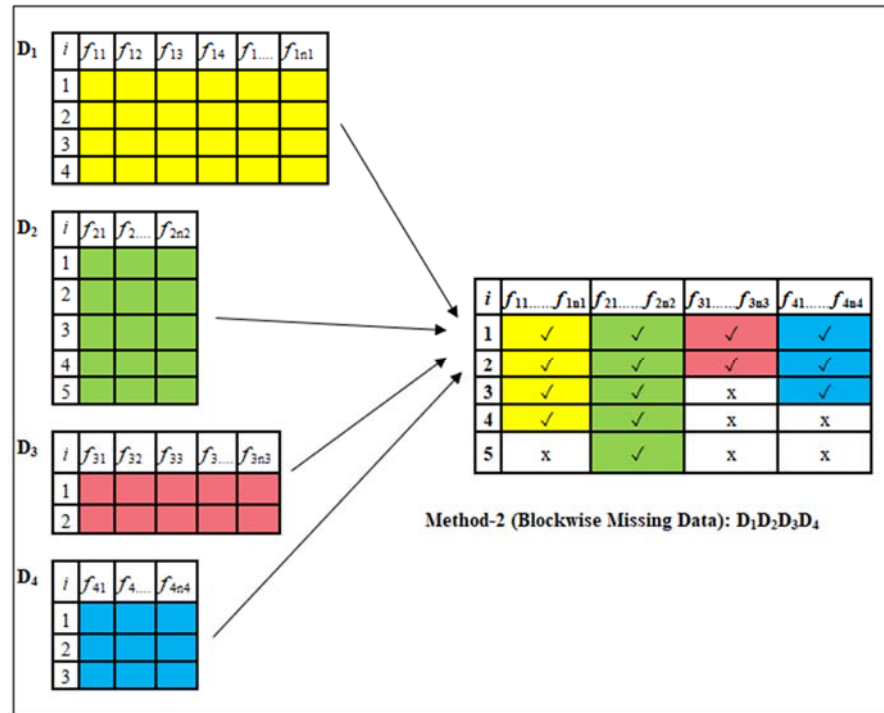 D₁ i f₁₁ f₁₂ f₁₃ f₁₄ f₁.... f₁ₙ₁
1
2
3
4
D₂ i f₂₁ f₂.... f₂ₙ₂
1
2
3
4
5
D₃ i f₃₁ f₃₂ f₃₃ f₃.... f₃ₙ₃
1
2
D₄ i f₄₁ f₄.... f₄ₙ₄
1
2
3
i f₁₁......f₁ₙ₁ f₂₁......f₂ₙ₂ f₃₁......f₃ₙ₃ f₄₁......f₄ₙ₄
1 ✓ ✓ ✓ ✓
2 ✓ ✓ ✓ ✓
3 ✓ ✓ x ✓
4 ✓ ✓ x x
5 x ✓ x x
Method-2 (Blockwise Missing Data): D₁D₂D₃D₄